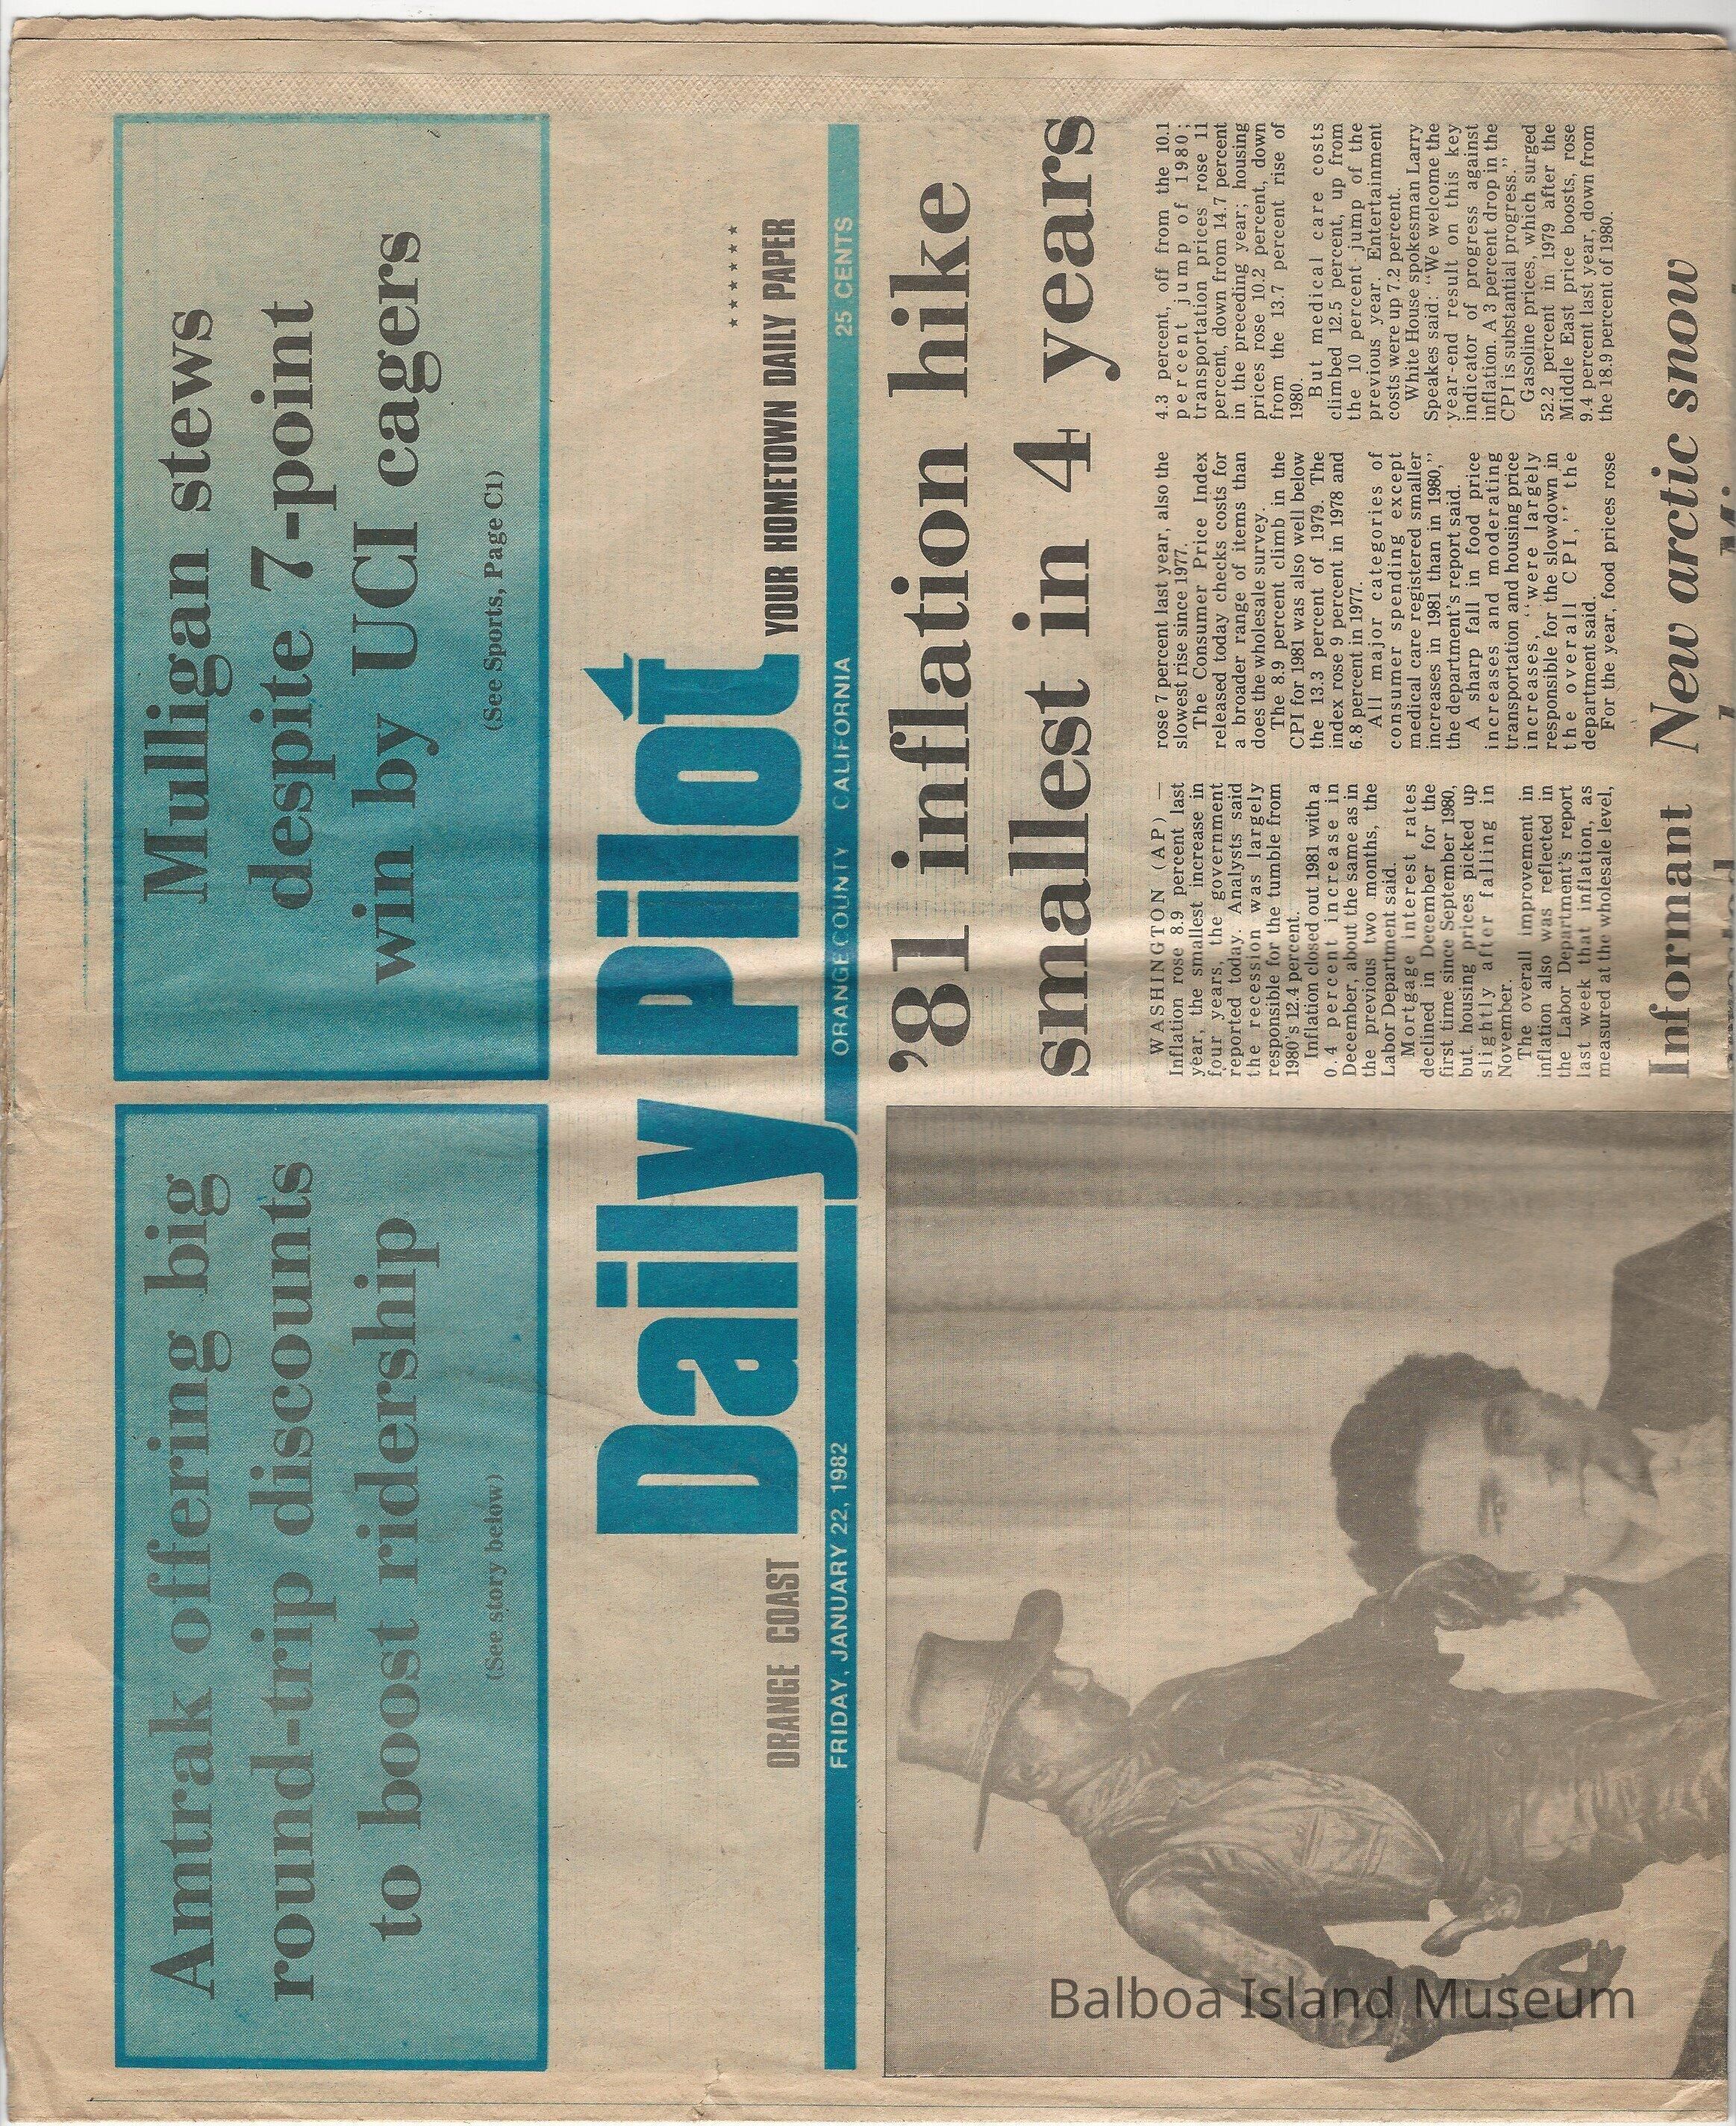 Amtrak offering big
round-trip discounts
to boost ridership
(See story below)
Mulligan stews
despite 7-point
win by UCI cagers
(See Sports, Page C1)
ORANGE COAST
Daily Pilot
YOUR HOMETOWN DAILY PAPER
FRIDAY, JANUARY 22, 1982
ORANGE COUNTY CALIFORNIA
25 CENTS
'81 inflation hike
smallest in 4 years
WASHINGTON (AP) —
Inflation rose 8.9 percent last
year, the smallest increase in
four years, the government
reported today. Analysts said
the recession was largely
responsible for the tumble from
1980's 12.4 percent.
Inflation closed out 1981 with a
0.4 percent increase in
December, about the same as in
the previous two months, the
Labor Department said.
Mortgage interest rates
declined in December for the
first time since September 1980,
but housing prices picked up
slightly after falling in
November.
The overall improvement in
inflation also was reflected in
the Labor Department's report
last week that inflation, as
measured at the wholesale level,
rose 7 percent last year, also the
slowest rise since 1977.
The Consumer Price Index
released today checks costs for
a broader range of items than
does the wholesale survey.
The 8.9 percent climb in the
CPI for 1981 was also well below
the 13.3 percent of 1979. The
index rose 9 percent in 1978 and
6.8 percent in 1977.
All major categories of
consumer spending except
medical care registered smaller
increases in 1981 than in 1980,"
the department's report said.
A sharp fall in food price
increases and moderating
transportation and housing price
increases, "were largely
responsible for the slowdown in
the overall CPI," the
department said.
For the year, food prices rose
4.3 percent, off from the 10.1
percent jump of 1980;
transportation prices rose 11
percent, down from 14.7 percent
in the preceding year; housing
prices rose 10.2 percent, down
from the 13.7 percent rise of
1980.
But medical care costs
climbed 12.5 percent, up from
the 10 percent jump of the
previous year. Entertainment
costs were up 7.2 percent.
White House spokesman Larry
Speakes said: "We welcome the
year-end result on this key
indicator of progress against
inflation. A 3 percent drop in the
CPI is substantial progress."
Gasoline prices, which surged
52.2 percent in 1979 after the
Middle East price boosts, rose
9.4 percent last year, down from
the 18.9 percent of 1980.
Informant
New arctic snow
Balboa Island Museum